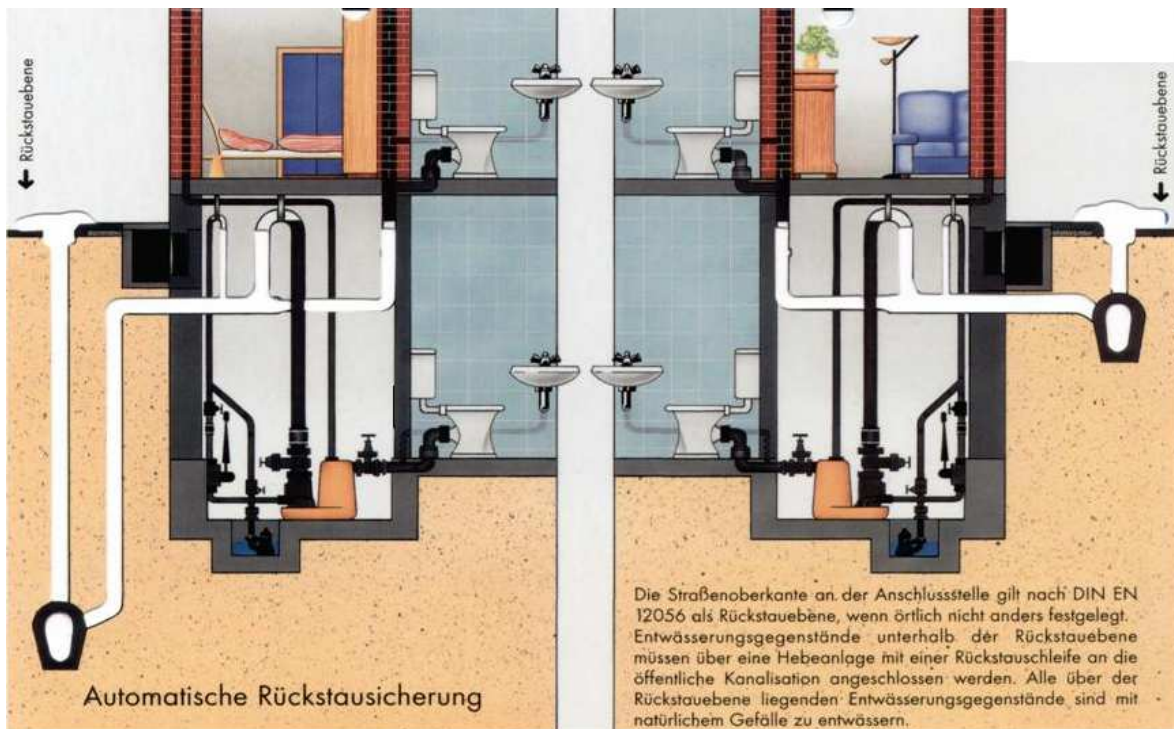 ← Rückstauebene
← Rückstauebene
Automatische Rückstausicherung
Die Straßenoberkante an der Anschlussstelle gilt nach DIN EN
12056 als Rückstauebene, wenn örtlich nicht anders festgelegt.
Entwässerungsgegenstände unterhalb der Rückstauebene
müssen über eine Hebeanlage mit einer Rückstauschleife an die
öffentliche Kanalisation angeschlossen werden. Alle über der
Rückstauebene liegenden Entwässerungsgegenstände sind mit
natürlichem Gefälle zu entwässern.